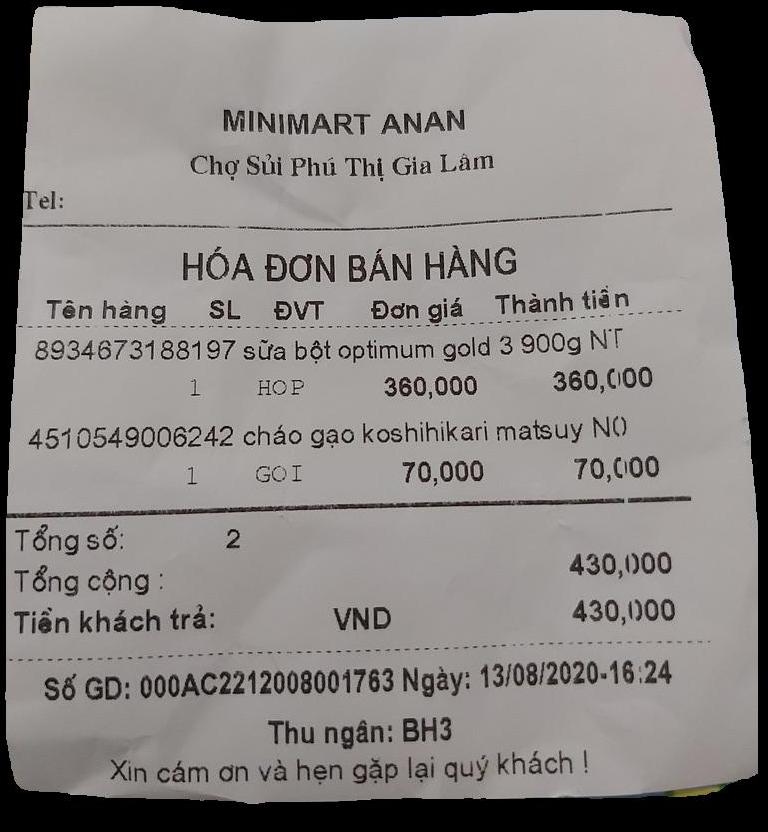 MINIMART ANAN
Chợ Sủi Phú Thị Gia Lâm
Tel:
HÓA ĐƠN BÁN HÀNG
Tên hàng SL ĐVT Đơn giá Thành tiền
8934673188197 sữa bột optimum gold 3 900g NT
1 HOP 360,000 360,000
4510549006242 cháo gạo koshihikari matsuy NO
1 GOI 70,000 70,000
Tổng số: 2
Tổng cộng : 430,000
Tiền khách trả: VND 430,000
Số GD: 000AC2212008001763 Ngày: 13/08/2020-16:24
Thu ngân: BH3
Xin cám ơn và hẹn gặp lại quý khách !